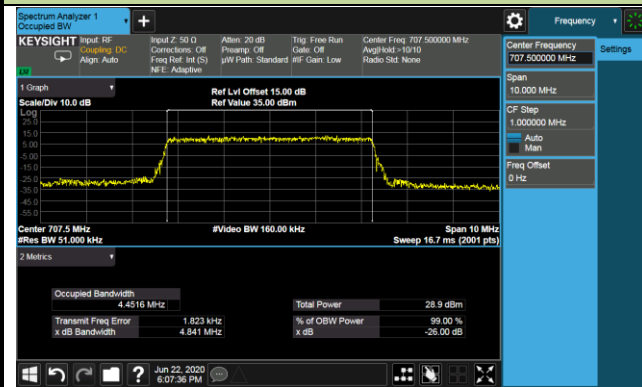 Spectrum Analyzer 1
Occupied BW
Frequency
KEYSIGHT
Input: RF
Coupling: DC
Align: Auto
Input Z: 50 Ω
Corrections: Off
Freq Ref: Int (S)
NFE: Adaptive
Atten: 20 dB
Preamp: Off
µW Path: Standard
Trig: Free Run
Gate: Off
#IF Gain: Low
Center Freq: 707.500000 MHz
Avg|Hold:>10/10
Radio Std: None
Center Frequency
707.500000 MHz
Settings
Span
10.000 MHz
CF Step
1.000000 MHz
Auto
Man
Freq Offset
0 Hz
1 Graph
Scale/Div 10.0 dB
Ref Lvl Offset 15.00 dB
Ref Value 35.00 dBm
Log
25.0
15.0
5.00
-5.00
-15.0
-25.0
-35.0
-45.0
-55.0
Center 707.5 MHz
#Video BW 160.00 kHz
Span 10 MHz
#Res BW 51.000 kHz
Sweep 16.7 ms (2001 pts)
2 Metrics
Occupied Bandwidth
4.4516 MHz
Total Power 28.9 dBm
Transmit Freq Error 1.823 kHz
% of OBW Power 99.00 %
x dB Bandwidth 4.841 MHz
x dB -26.00 dB
?
Jun 22, 2020
6:07:36 PM